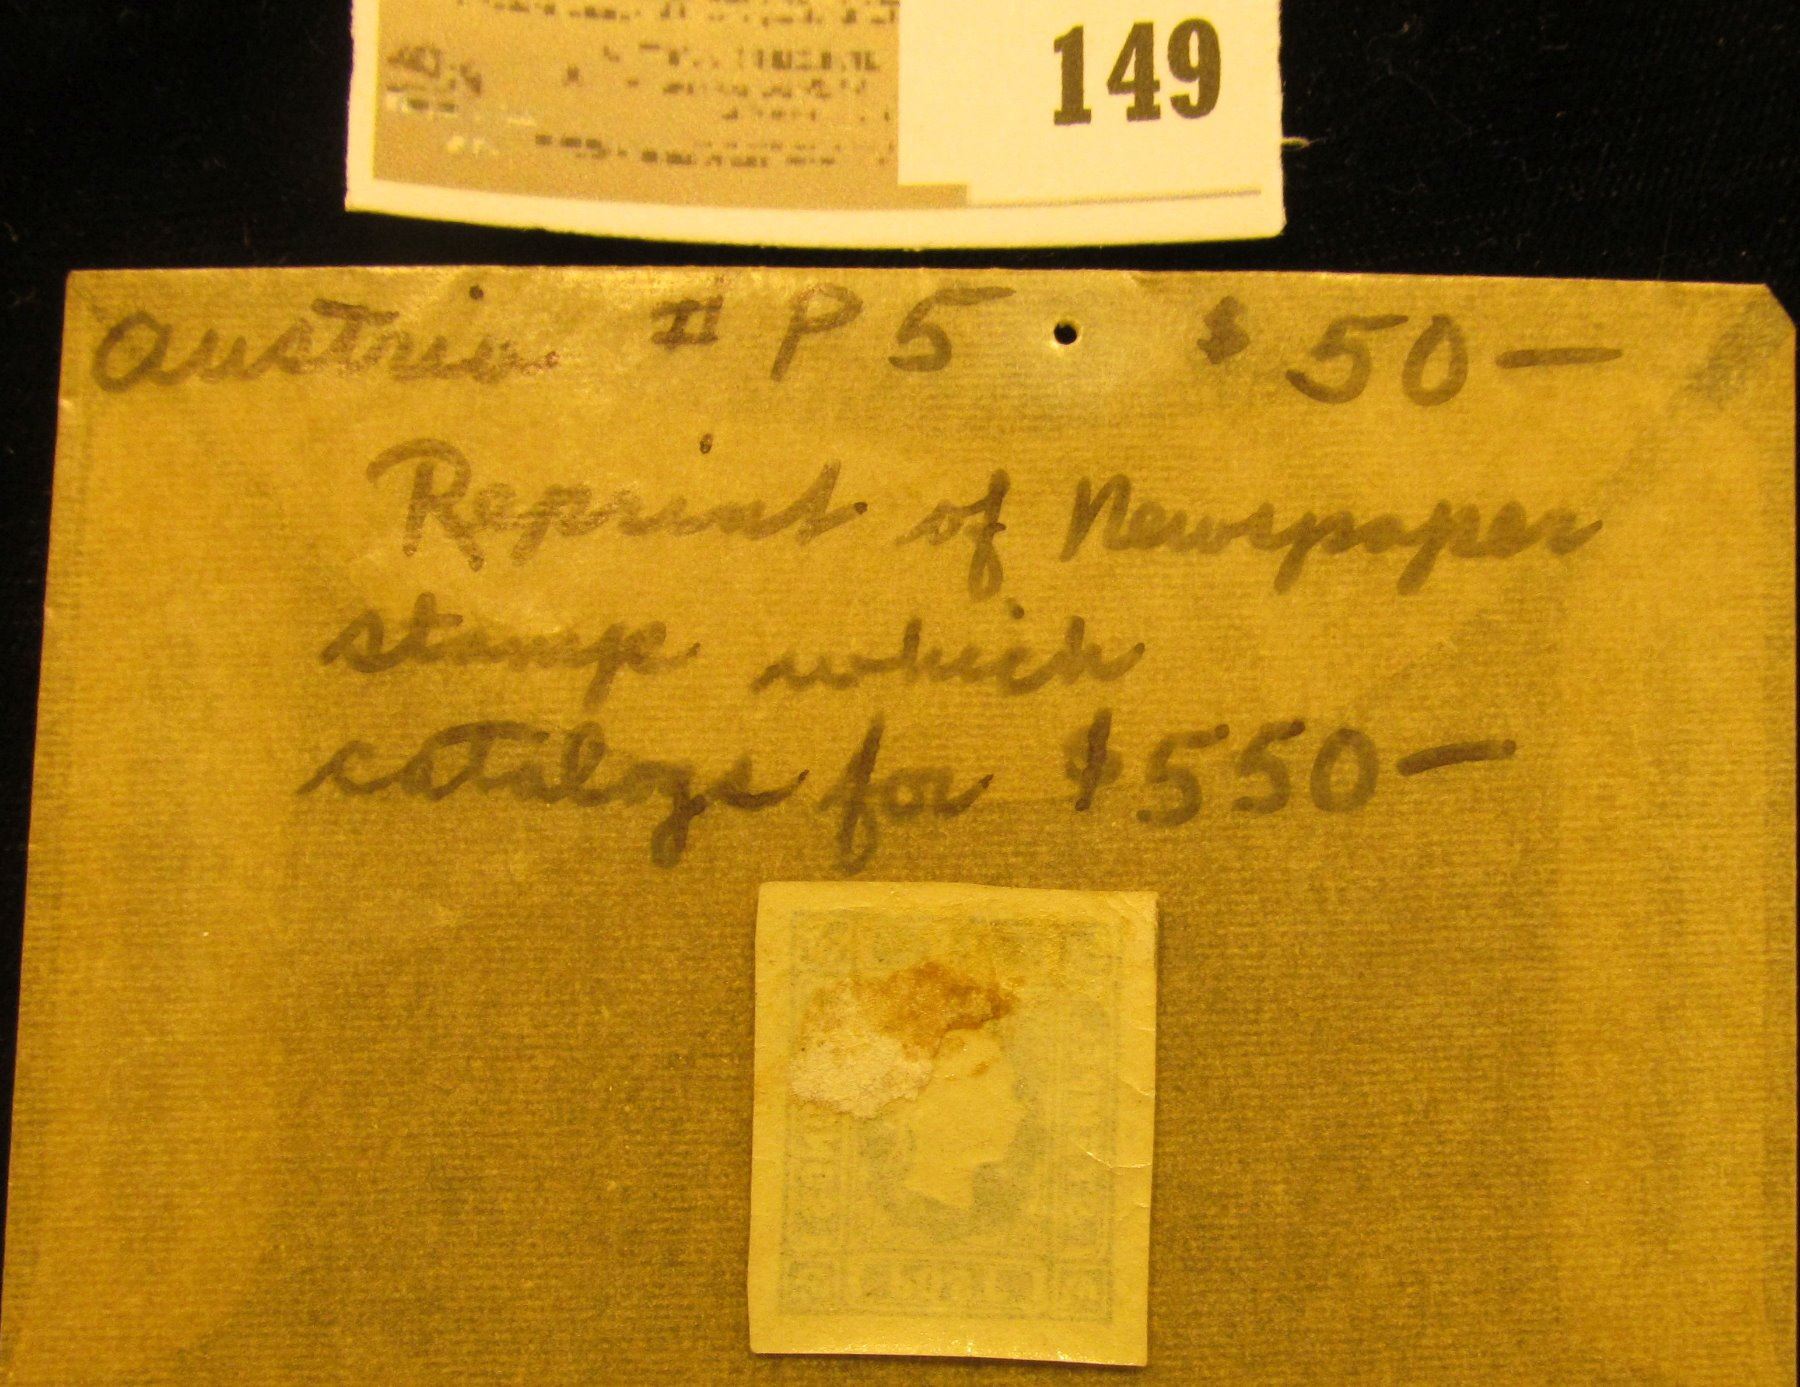 149
Austria # P5 $50—
Reprint of Newspaper
stamp which
catalogs for $550—